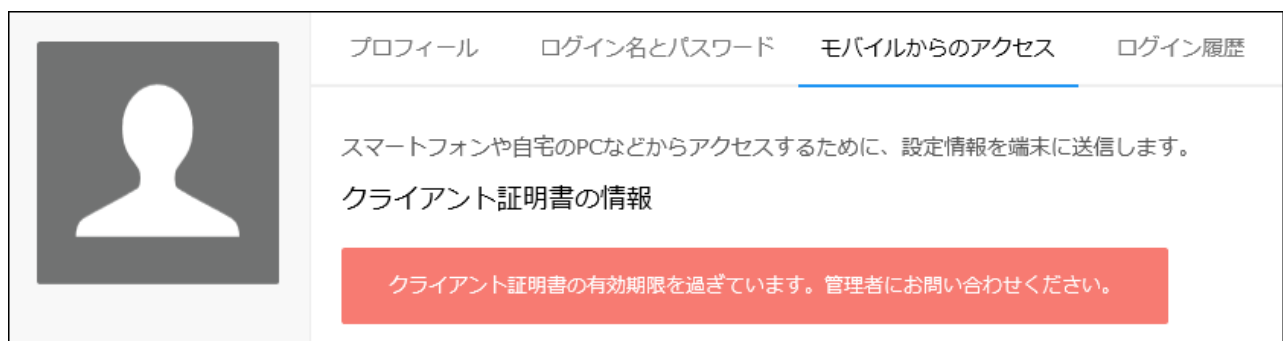 プロフィール ログイン名とパスワード モバイルからのアクセス ログイン履歴
スマートフォンや自宅のPCなどからアクセスするために、設定情報を端末に送信します。
クライアント証明書の情報
クライアント証明書の有効期限を過ぎています。管理者にお問い合わせください。